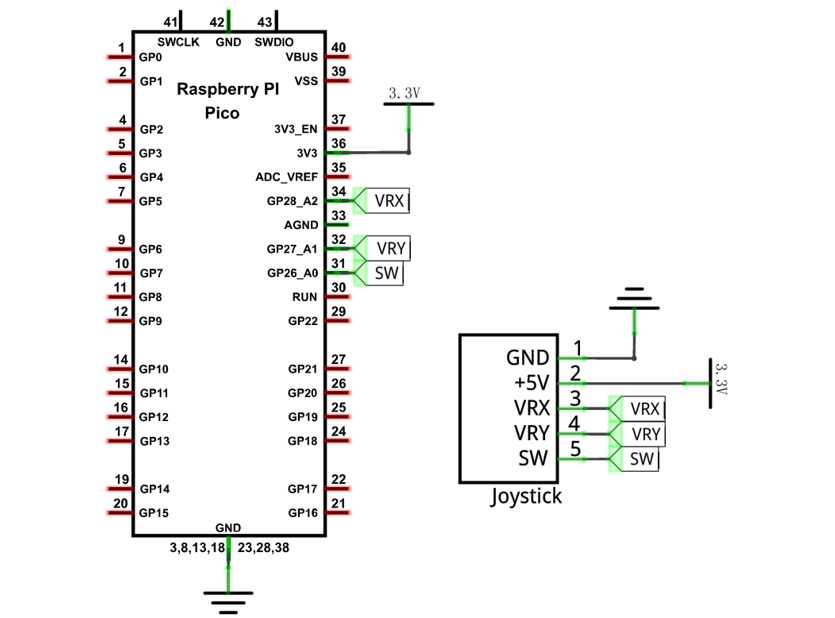 41 42 43
SWCLK GND SWDIO
Raspberry PI
Pico
1 GP0
2 GP1
4 GP2
5 GP3
6 GP4
7 GP5
9 GP6
10 GP7
11 GP8
12 GP9
14 GP10
15 GP11
16 GP12
17 GP13
19 GP14
20 GP15
VBUS 40
VSS 39
3V3_EN 37
3V3 36
ADC_VREF 35
GP28_A2 34 VRX
AGND 33
GP27_A1 32 VRY
GP26_A0 31 SW
RUN 30
GP22 29
GP21 27
GP20 26
GP19 25
GP18 24
GP17 22
GP16 21
GND
3,8,13,18 23,28,38
3.3V
GND 1
+5V 2 3.3V
VRX 3 VRX
VRY 4 VRY
SW 5 SW
Joystick